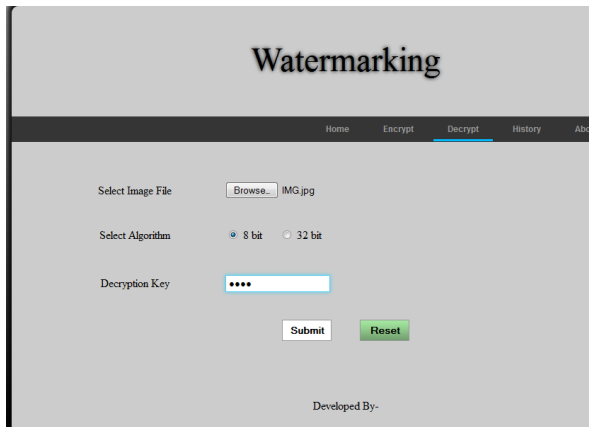 Watermarking
Home Encrypt Decrypt History
Select Image File Browse.. IMG.jpg
Select Algorithm 8 bit 32 bit
Decryption Key ••••
Submit Reset
Developed By-